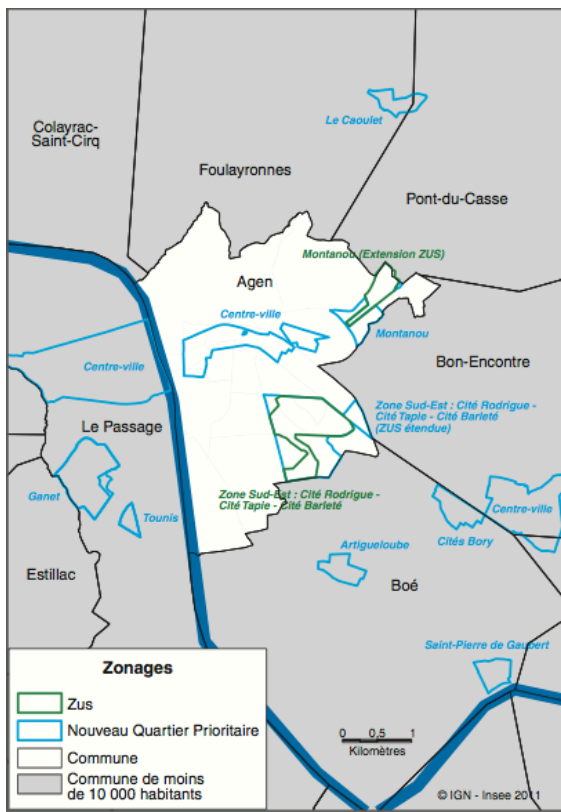 Le Caoulet
Colayrac-
Saint-Cirq
Foulayronnes
Pont-du-Casse
Montanou (Extension ZUS)
Agen
Centre-ville
Montanou
Centre-ville
Bon-Encontre
Zone Sud-Est : Cité Rodrigue -
Cité Tapie - Cité Barleté
(ZUS étendue)
Le Passage
Ganet
Tounis
Zone Sud-Est : Cité Rodrigue -
Cité Tapie - Cité Barleté
Centre-ville
Cités Bory
Artigueloube
Estillac
Boé
Saint-Pierre de Gaubert
Zonages
Zus
Nouveau Quartier Prioritaire
Commune
Commune de moins
de 10 000 habitants
0 0,5 1
Kilomètres
© IGN - Insee 2011